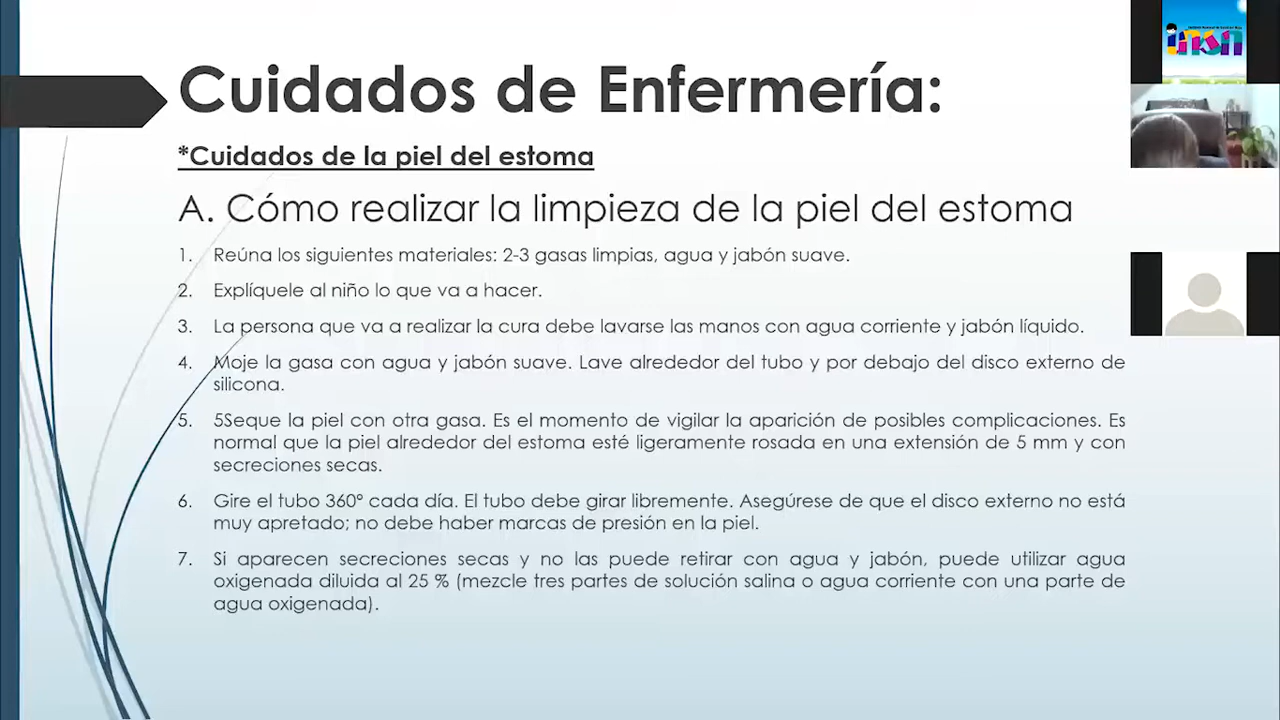 Cuidados de Enfermería:
*Cuidados de la piel del estoma
A. Cómo realizar la limpieza de la piel del estoma
1. Reúna los siguientes materiales: 2-3 gasas limpias, agua y jabón suave.
2. Explíquele al niño lo que va a hacer.
3. La persona que va a realizar la cura debe lavarse las manos con agua corriente y jabón líquido.
4. Moje la gasa con agua y jabón suave. Lave alrededor del tubo y por debajo del disco externo de
silicona.
5. 5Seque la piel con otra gasa. Es el momento de vigilar la aparición de posibles complicaciones. Es
normal que la piel alrededor del estoma esté ligeramente rosada en una extensión de 5 mm y con
secreciones secas.
6. Gire el tubo 360º cada día. El tubo debe girar libremente. Asegúrese de que el disco externo no está
muy apretado; no debe haber marcas de presión en la piel.
7. Si aparecen secreciones secas y no las puede retirar con agua y jabón, puede utilizar agua
oxigenada diluida al 25 % (mezcle tres partes de solución salina o agua corriente con una parte de
agua oxigenada).
insn